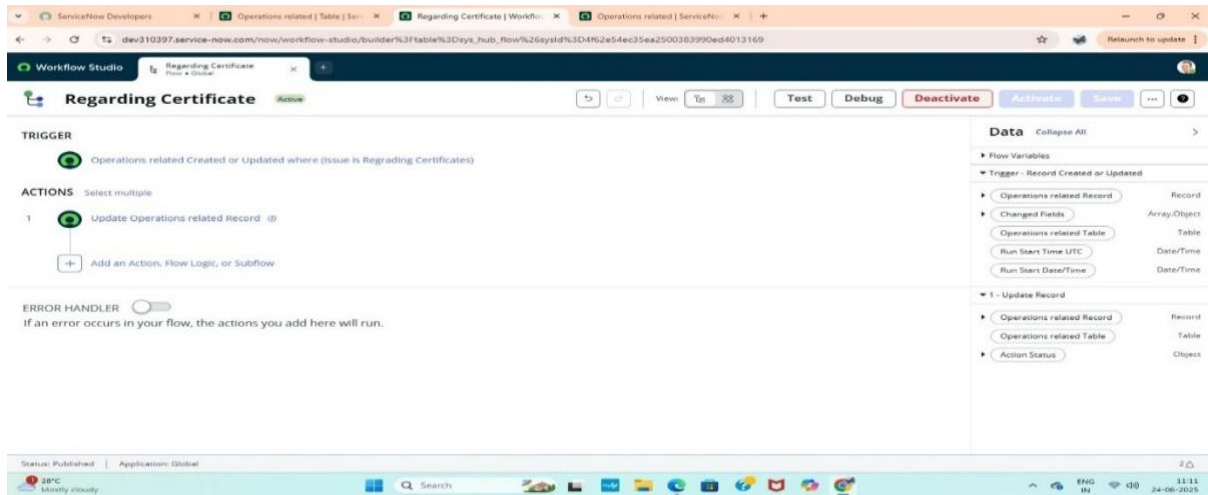 ServiceNow Developers
Operations related | Table | Ser
Regarding Certificate | Workflo
Operations related | ServiceNo
dev310397.service-now.com/now/workflow-studio/builder%3Ftable%3Dsys_hub_flow%26sysId%3D4f62e54ec35ea2500383990ed4013169
Relaunch to update
Workflow Studio
Regarding Certificate
Flow • Global
Regarding Certificate
Active
View:
Test
Debug
Deactivate
Activate
Save
TRIGGER
Operations related Created or Updated where (Issue is Regrading Certificates)
ACTIONS Select multiple
1 Update Operations related Record
Add an Action, Flow Logic, or Subflow
ERROR HANDLER
If an error occurs in your flow, the actions you add here will run.
Data Collapse All
Flow Variables
Trigger - Record Created or Updated
Operations related Record Record
Changed Fields Array.Object
Operations related Table Table
Run Start Time UTC Date/Time
Run Start Date/Time Date/Time
1 - Update Record
Operations related Record Record
Operations related Table Table
Action Status Object
Status: Published | Application: Global
2
28°C
Mostly cloudy
Search
ENG
IN
11:11
24-06-2025